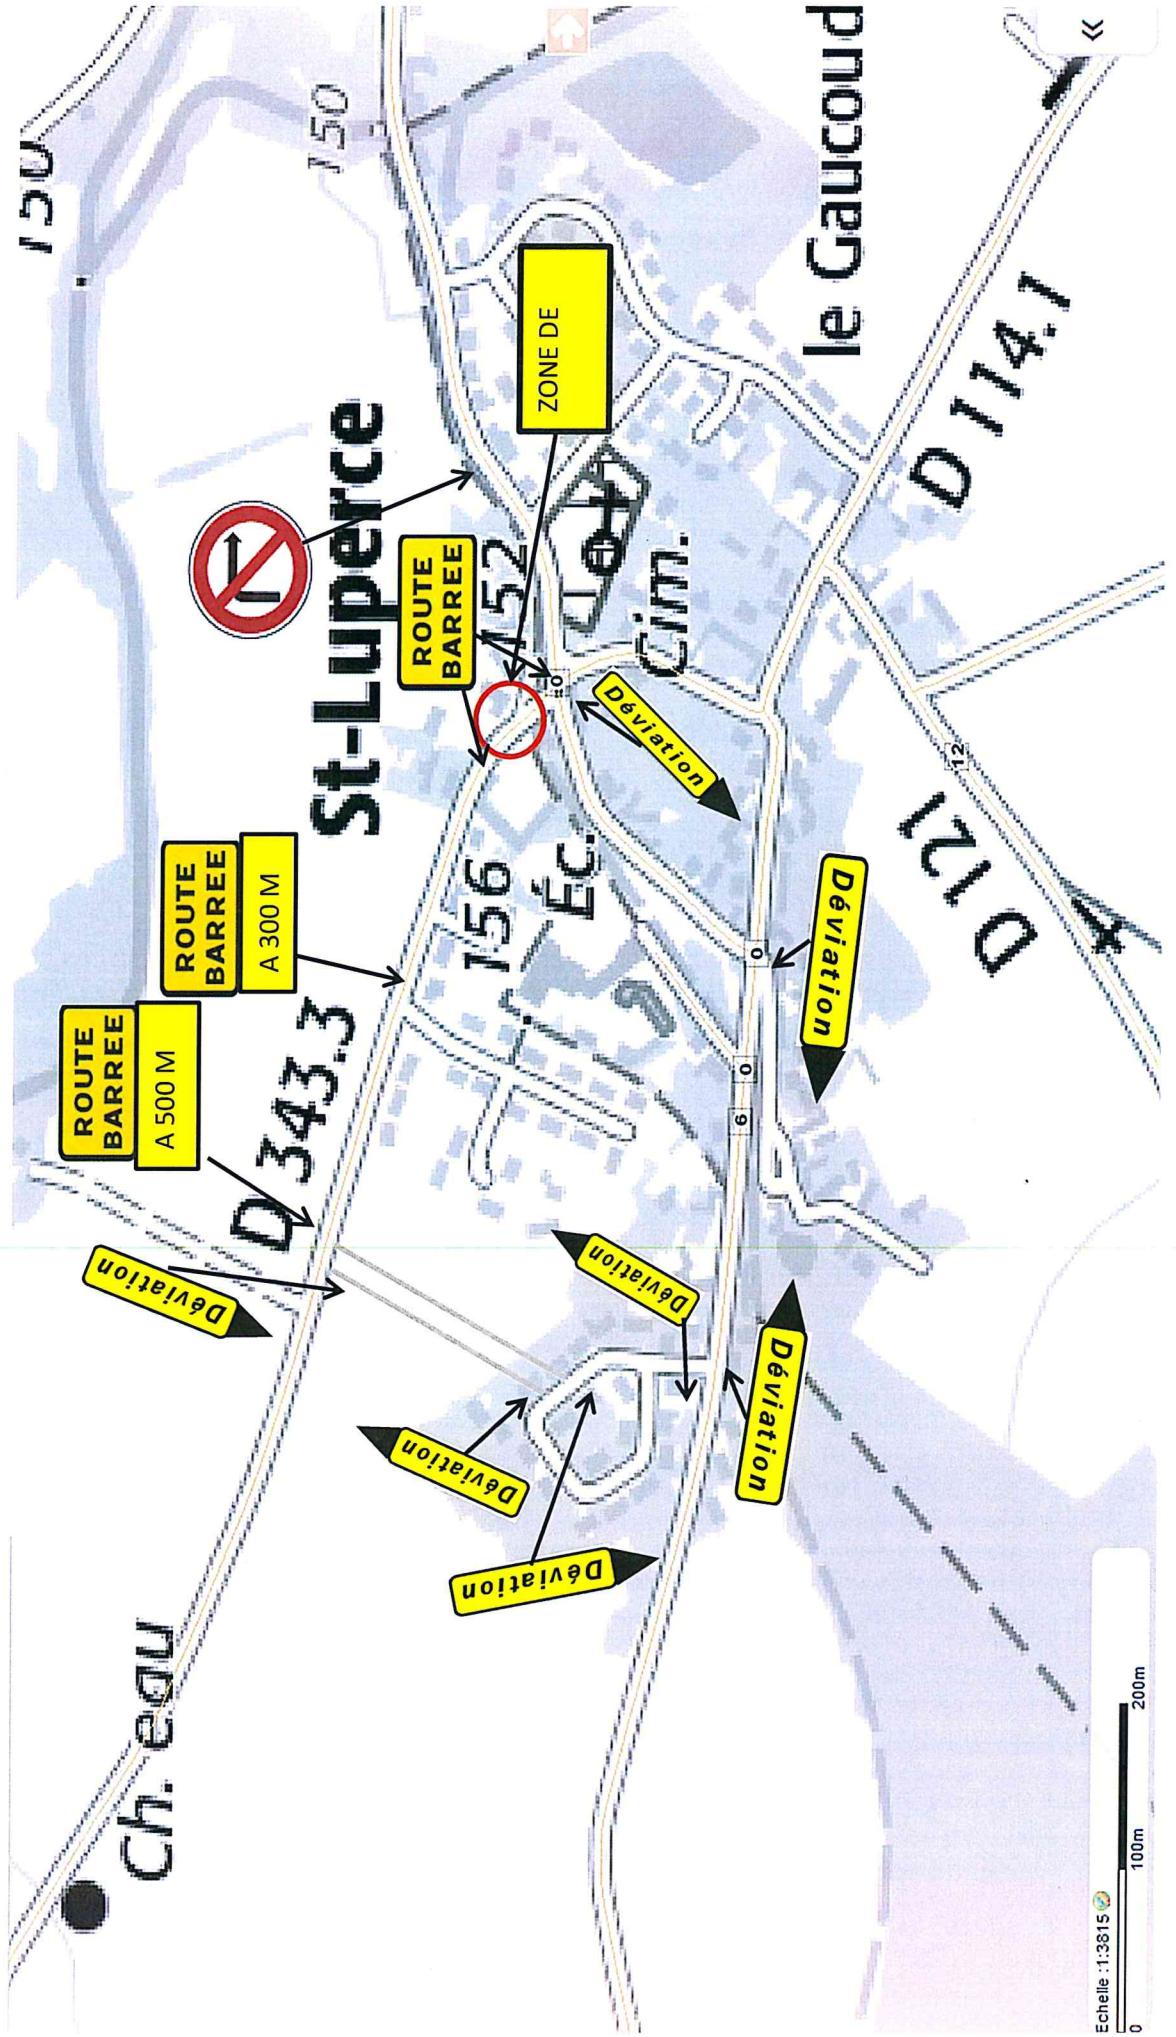 Ch. eau
D 343.3
Déviation
ROUTE
BARREE
A 500 M
ROUTE
BARREE
A 300 M
St-Luperce
150
150
ROUTE
BARREE
152
ZONE DE
156
Éc.
Cim.
Déviation
Déviation
Déviation
Déviation
Déviation
Déviation
Déviation
0
0
6
12
D 121
D 114.1
le Gaucoud
«
Echelle :1:3815
0
100m
200m